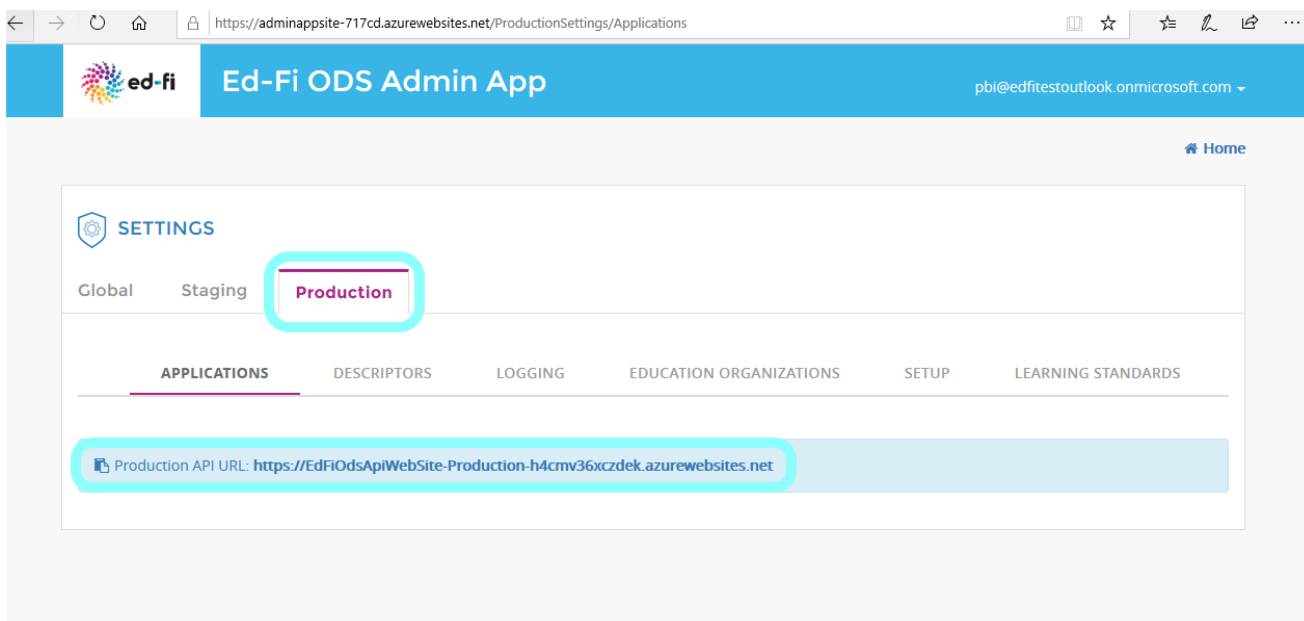 https://adminappsite-717cd.azurewebsites.net/ProductionSettings/Applications
ed-fi Ed-Fi ODS Admin App pbi@edfitestoutlook.onmicrosoft.com
Home
SETTINGS
Global Staging Production
APPLICATIONS DESCRIPTORS LOGGING EDUCATION ORGANIZATIONS SETUP LEARNING STANDARDS
Production API URL: https://EdFiOdsApiWebSite-Production-h4cmv36xczdek.azurewebsites.net